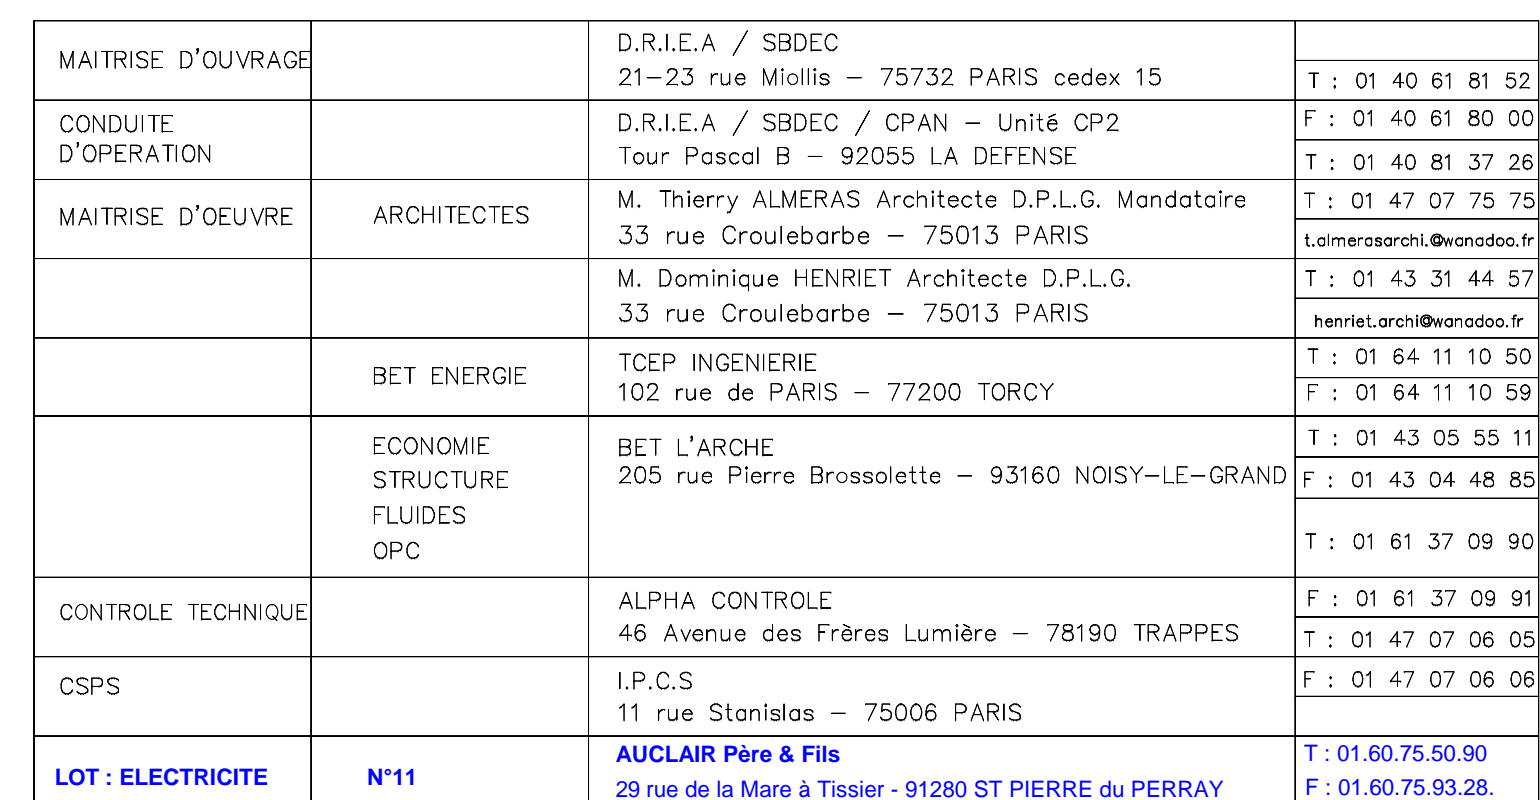 MAITRISE D'OUVRAGE
D.R.I.E.A / SBDEC
21-23 rue Miollis - 75732 PARIS cedex 15
T : 01 40 61 81 52
CONDUITE
D'OPERATION
D.R.I.E.A / SBDEC / CPAN - Unité CP2
Tour Pascal B - 92055 LA DEFENSE
F : 01 40 61 80 00
T : 01 40 81 37 26
MAITRISE D'OEUVRE
ARCHITECTES
M. Thierry ALMERAS Architecte D.P.L.G. Mandataire
33 rue Croulebarbe - 75013 PARIS
T : 01 47 07 75 75
t.almerasarchi.@wanadoo.fr
M. Dominique HENRIET Architecte D.P.L.G.
33 rue Croulebarbe - 75013 PARIS
T : 01 43 31 44 57
henriet.archi@wanadoo.fr
BET ENERGIE
TCEP INGENIERIE
102 rue de PARIS - 77200 TORCY
T : 01 64 11 10 50
F : 01 64 11 10 59
ECONOMIE
STRUCTURE
FLUIDES
OPC
BET L'ARCHE
205 rue Pierre Brossolette - 93160 NOISY-LE-GRAND
T : 01 43 05 55 11
F : 01 43 04 48 85
T : 01 61 37 09 90
CONTROLE TECHNIQUE
ALPHA CONTROLE
46 Avenue des Frères Lumière - 78190 TRAPPES
F : 01 61 37 09 91
T : 01 47 07 06 05
CSPS
I.P.C.S
11 rue Stanislas - 75006 PARIS
F : 01 47 07 06 06
LOT : ELECTRICITE
N°11
AUCLAIR Père & Fils
29 rue de la Mare à Tissier - 91280 ST PIERRE du PERRAY
T : 01.60.75.50.90
F : 01.60.75.93.28.